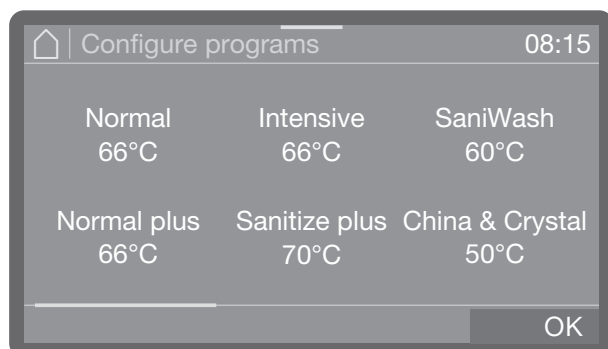 Configure programs 08:15
Normal Intensive SaniWash
66°C 66°C 60°C
Normal plus Sanitize plus China & Crystal
66°C 70°C 50°C
OK